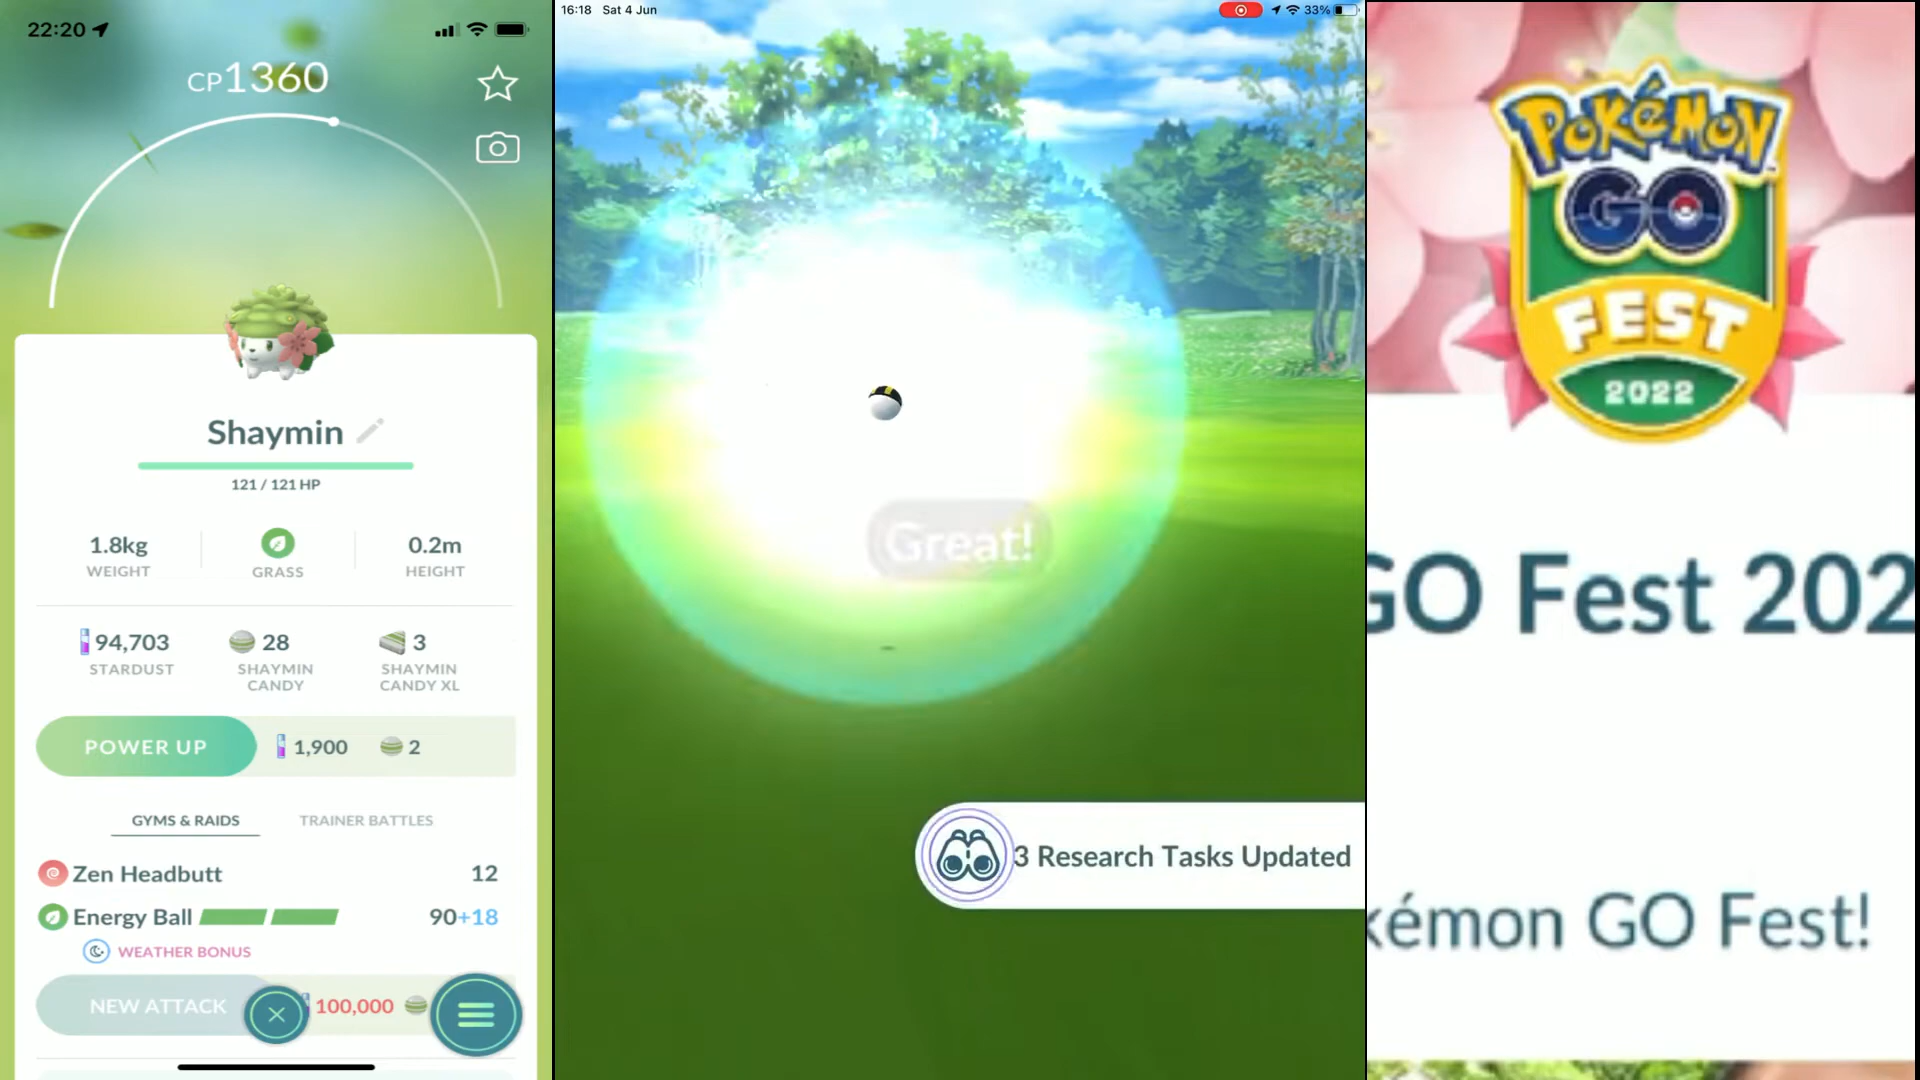 22:20
CP1360
Shaymin
121 / 121 HP
1.8kg
WEIGHT
GRASS
0.2m
HEIGHT
94,703
STARDUST
28
SHAYMIN
CANDY
3
SHAYMIN
CANDY XL
POWER UP
1,900
2
GYMS & RAIDS
TRAINER BATTLES
Zen Headbutt
12
Energy Ball
90+18
WEATHER BONUS
NEW ATTACK
100,000
16:18 Sat 4 Jun
33%
Great!
3 Research Tasks Updated
POKÉMON
GO
FEST
2022
GO Fest 202
kémon GO Fest!